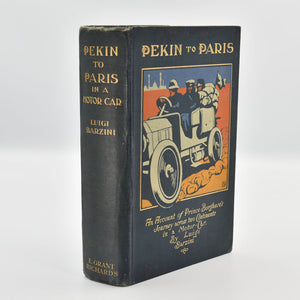 PEKIN
TO
PARIS
IN A
MOTOR CAR
LUIGI
BARZINI
E. GRANT
RICHARDS
PEKIN TO PARIS
An Account of Prince Borghese's
Journey across two Continents
in a Motor-Car.
By Luigi
Barzini